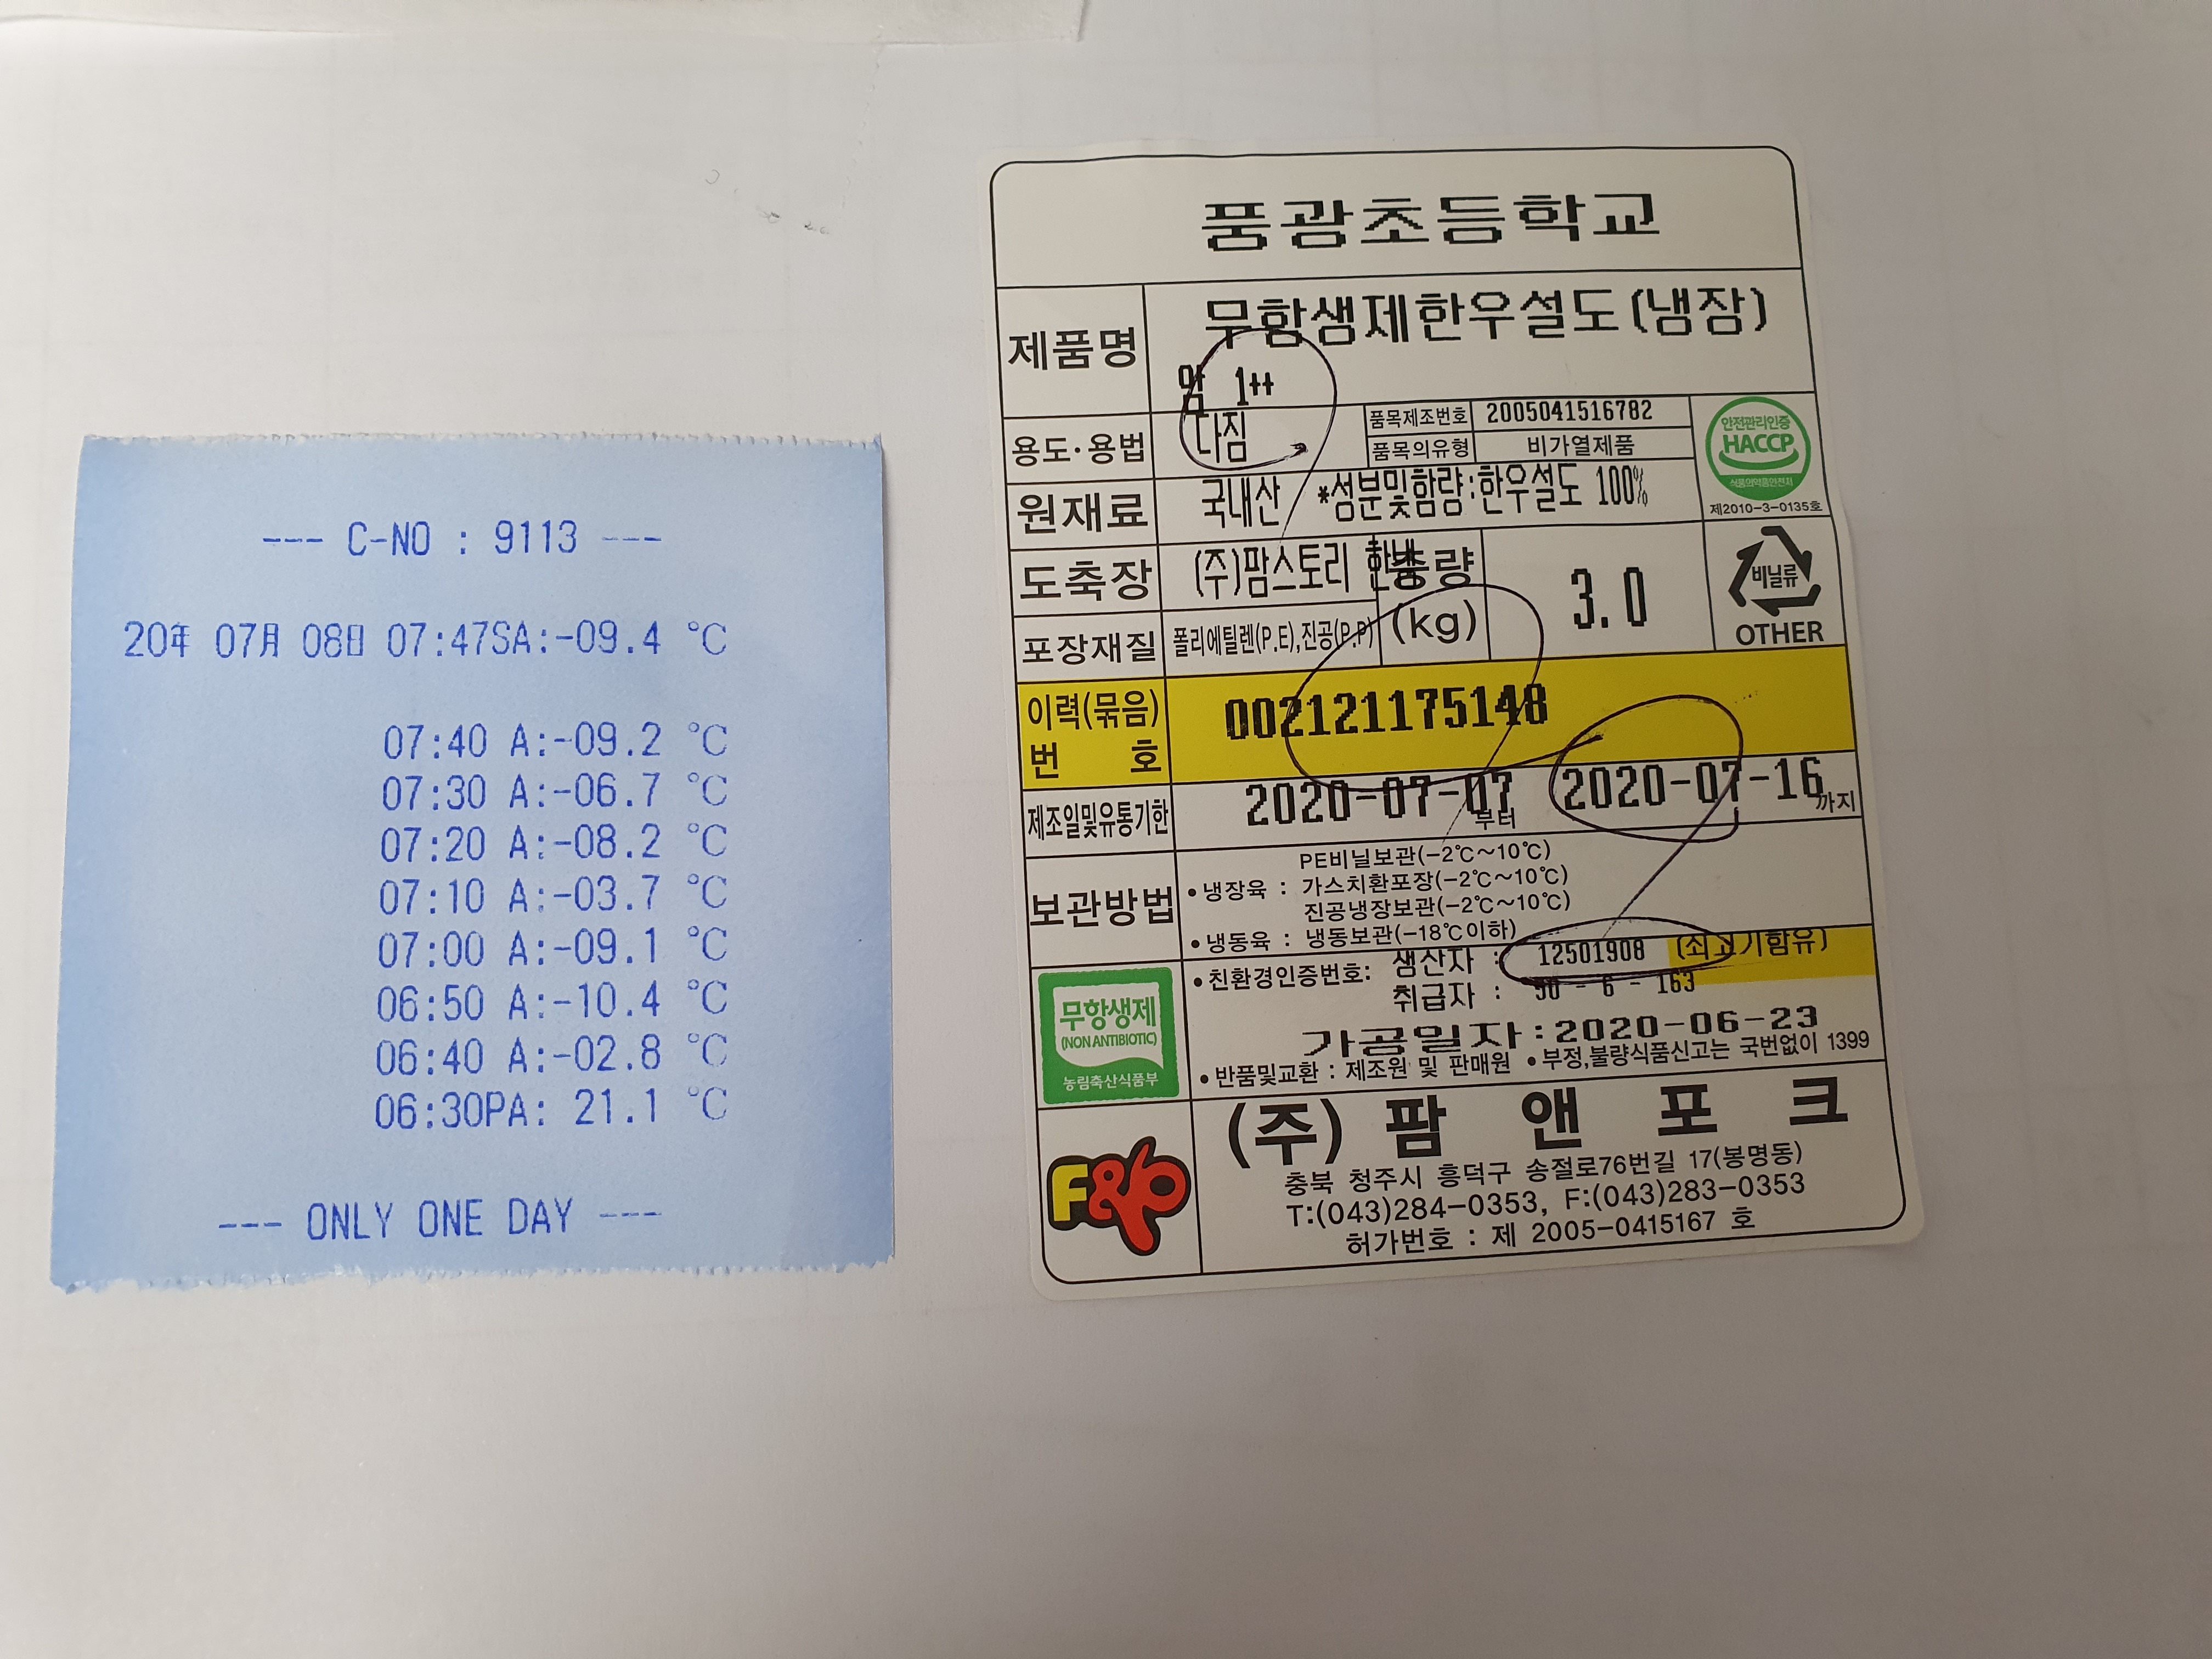 --- C-NO : 9113 ---
20年 07月 08日 07:47SA:-09.4 ℃
07:40 A:-09.2 ℃
07:30 A:-06.7 ℃
07:20 A:-08.2 ℃
07:10 A:-03.7 ℃
07:00 A:-09.1 ℃
06:50 A:-10.4 ℃
06:40 A:-02.8 ℃
06:30PA: 21.1 ℃
--- ONLY ONE DAY ---
품광초등학교
제품명 무항생제한우설도(냉장)
암 1++
용도·용법 다짐 품목제조번호 2005041516782
품목의유형 비가열제품
안전관리인증
HACCP
식품의약품안전처
제2010-3-0135호
원재료 국내산 *성분및함량:한우설도 100%
도축장 (주)팜스토리 한냉 중량
(kg) 3.0
비닐류
OTHER
포장재질 폴리에틸렌(P.E),진공(P.P)
이력(묶음)
번 호 002121175148
제조일및유통기한 2020-07-07 부터 2020-07-16 까지
보관방법
• 냉장육 : PE비닐보관(-2℃~10℃)
가스치환포장(-2℃~10℃)
진공냉장보관(-2℃~10℃)
• 냉동육 : 냉동보관(-18℃이하)
• 친환경인증번호: 생산자 : 12501908 (쇠고기함유)
취급자 : 30 - 6 - 163
가공일자:2020-06-23
무항생제
(NON ANTIBIOTIC)
농림축산식품부
• 반품및교환 : 제조원 및 판매원 • 부정,불량식품신고는 국번없이 1399
F&P
(주) 팜 앤 포 크
충북 청주시 흥덕구 송절로76번길 17(봉명동)
T:(043)284-0353, F:(043)283-0353
허가번호 : 제 2005-0415167 호